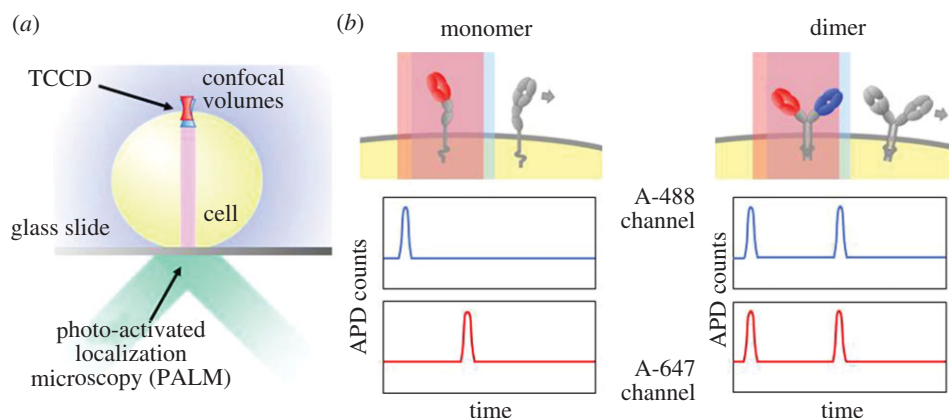 (a)
TCCD
confocal
volumes
cell
glass slide
photo-activated
localization
microscopy (PALM)
(b)
monomer
dimer
A-488
channel
APD counts
APD counts
A-647
channel
time
time